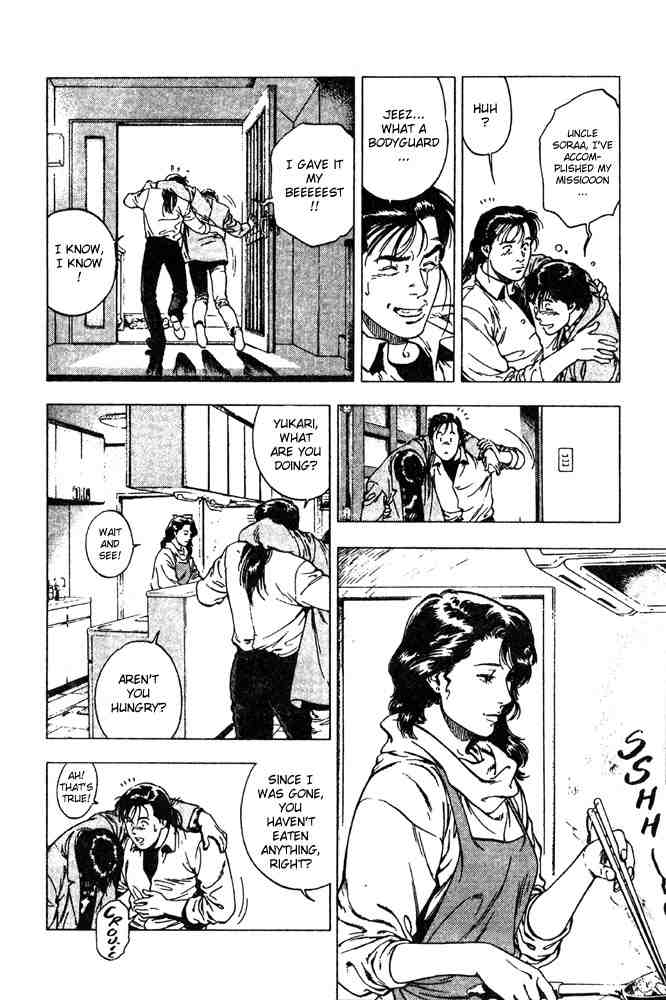 UNCLE
SORAA, I'VE
ACCOM-
PLISHED MY
MISSIOOON
...
HUH
?
JEEZ...
WHAT A
BODYGUARD
...
I GAVE IT
MY
BEEEEEEST
!!
I KNOW,
I KNOW
!
YUKARI,
WHAT
ARE YOU
DOING?
WAIT
AND
SEE!
AREN'T
YOU
HUNGRY?
SSHH
SINCE I
WAS GONE,
YOU
HAVEN'T
EATEN
ANYTHING,
RIGHT?
AH!
THAT'S
TRUE!